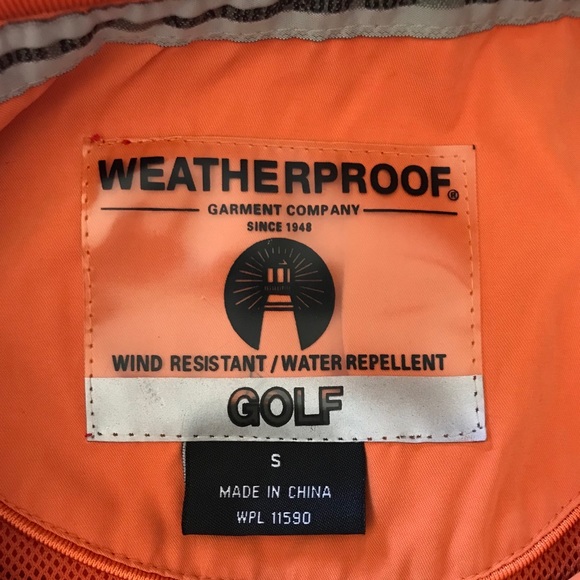 WEATHERPROOF®
GARMENT COMPANY
SINCE 1948
WIND RESISTANT / WATER REPELLENT
GOLF
S
MADE IN CHINA
WPL 11590